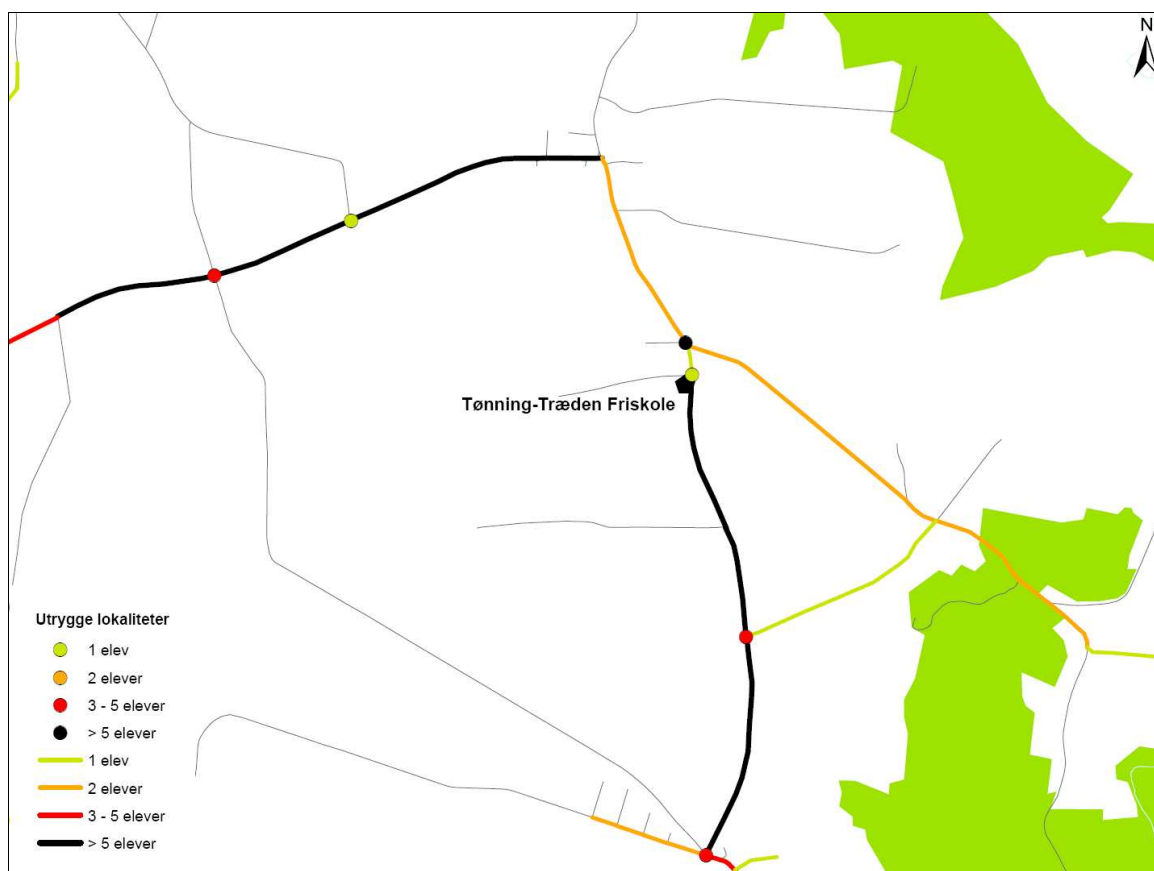 N
Tønning-Træden Friskole
Utrygge lokaliteter
1 elev
2 elever
3 - 5 elever
> 5 elever
1 elev
2 elever
3 - 5 elever
> 5 elever